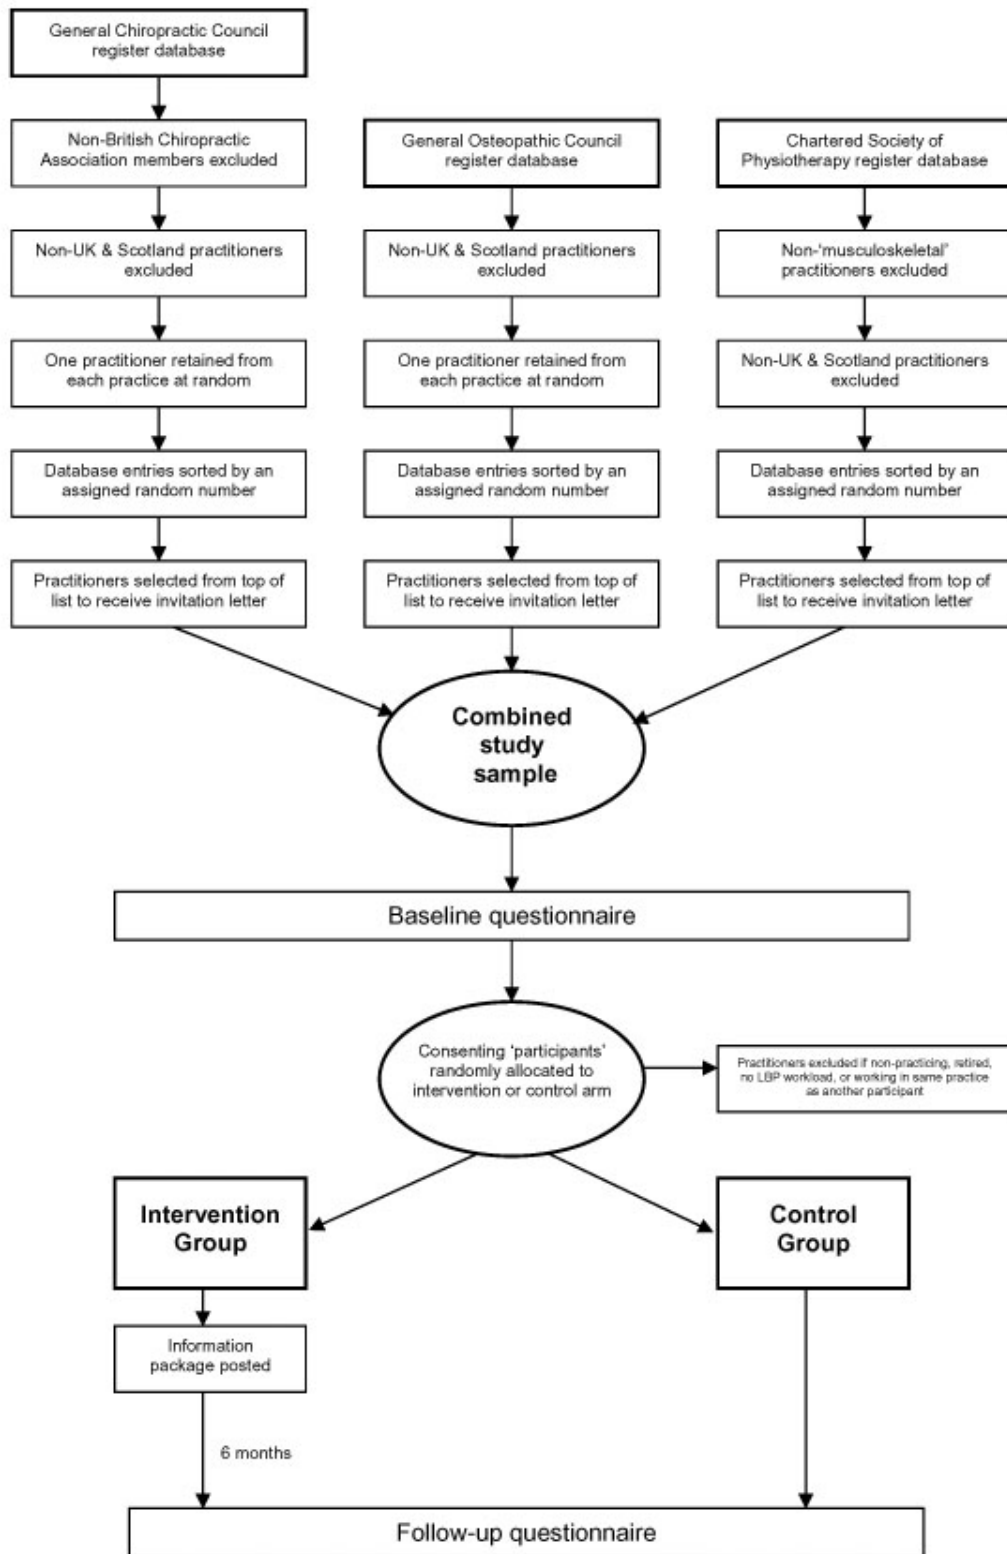 General Chiropractic Council
register database
Non-British Chiropractic
Association members excluded
Non-UK & Scotland practitioners
excluded
One practitioner retained from
each practice at random
Database entries sorted by an
assigned random number
Practitioners selected from top of
list to receive invitation letter
General Osteopathic Council
register database
Non-UK & Scotland practitioners
excluded
One practitioner retained from
each practice at random
Database entries sorted by an
assigned random number
Practitioners selected from top of
list to receive invitation letter
Chartered Society of
Physiotherapy register database
Non-‘musculoskeletal’
practitioners excluded
Non-UK & Scotland practitioners
excluded
Database entries sorted by an
assigned random number
Practitioners selected from top of
list to receive invitation letter
Combined
study
sample
Baseline questionnaire
Consenting ‘participants’
randomly allocated to
intervention or control arm
Practitioners excluded if non-practicing, retired,
no LBP workload, or working in same practice
as another participant
Intervention
Group
Control
Group
Information
package posted
6 months
Follow-up questionnaire